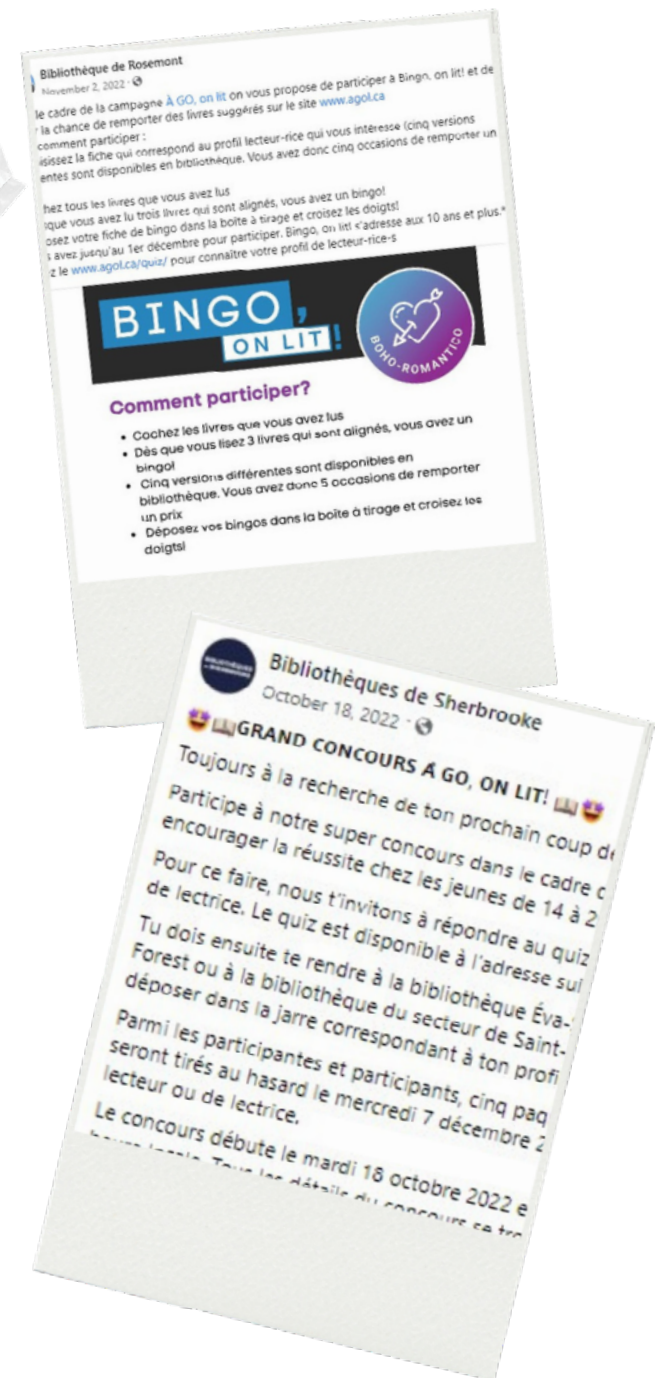 Bibliothèque de Rosemont
November 2, 2022 ·
le cadre de la campagne À GO, on lit on vous propose de participer à Bingo, on lit! et de
la chance de remporter des livres suggérés sur le site www.agol.ca
comment participer :
isissez la fiche qui correspond au profil lecteur-rice qui vous intéresse (cinq versions
entes sont disponibles en bibliothèque. Vous avez donc cinq occasions de remporter un
hez tous les livres que vous avez lus
sque vous avez lu trois livres qui sont alignés, vous avez un bingo!
osez votre fiche de bingo dans la boîte à tirage et croisez les doigts!
s avez jusqu'au 1er décembre pour participer. Bingo, on lit! s'adresse aux 10 ans et plus.*
z le www.agol.ca/quiz/ pour connaître votre profil de lecteur-rice-s
BINGO,
ON LIT!
BOHO-ROMANTICO
Comment participer?
• Cochez les livres que vous avez lus
• Dès que vous lisez 3 livres qui sont alignés, vous avez un
bingo!
• Cinq versions différentes sont disponibles en
bibliothèque. Vous avez donc 5 occasions de remporter
un prix
• Déposez vos bingos dans la boîte à tirage et croisez les
doigts!
BIBLIOTHÈQUES
Bibliothèques de Sherbrooke
October 18, 2022 ·
🤩📖GRAND CONCOURS À GO, ON LIT! 📖🤩
Toujours à la recherche de ton prochain coup de
Participe à notre super concours dans le cadre d
encourager la réussite chez les jeunes de 14 à 2
Pour ce faire, nous t'invitons à répondre au quiz
de lectrice. Le quiz est disponible à l'adresse sui
Tu dois ensuite te rendre à la bibliothèque Éva-
Forest ou à la bibliothèque du secteur de Saint-
déposer dans la jarre correspondant à ton profi
Parmi les participantes et participants, cinq paq
seront tirés au hasard le mercredi 7 décembre 2
lecteur ou de lectrice.
Le concours débute le mardi 18 octobre 2022 e
heure locale. Tous les détails du concours se tro